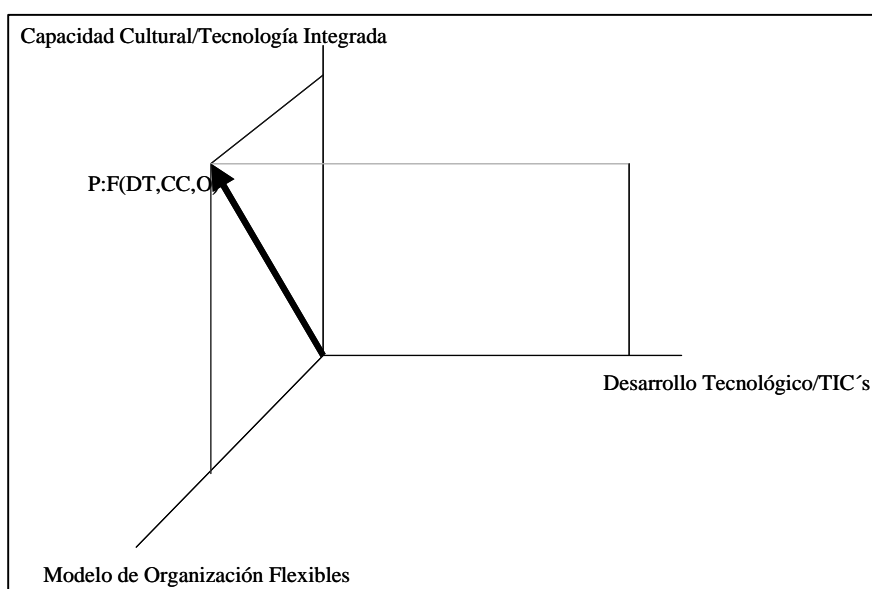 Capacidad Cultural/Tecnología Integrada
P:F(DT,CC,O)
Desarrollo Tecnológico/TIC´s
Modelo de Organización Flexibles